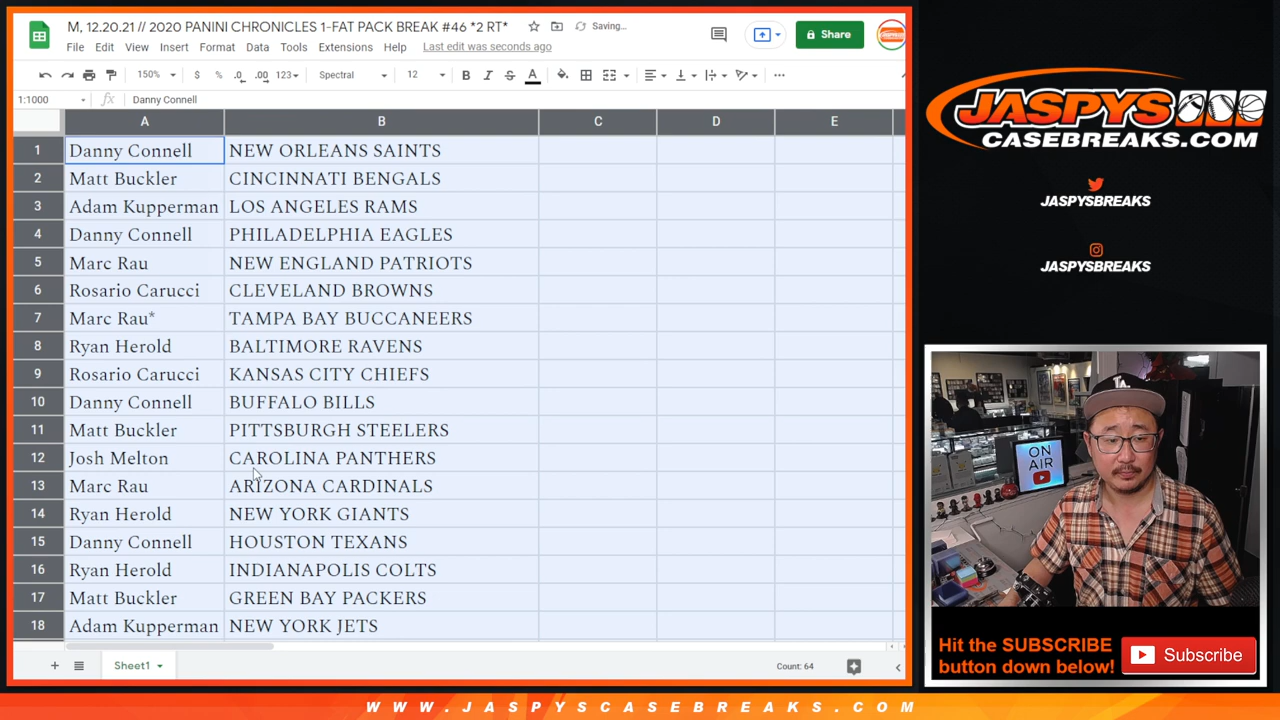 M, 12.20.21 // 2020 PANINI CHRONICLES 1-FAT PACK BREAK #46 *2 RT*
Saving...
File Edit View Insert Format Data Tools Extensions Help Last edit was seconds ago
Share
150% $ % .0 .00 123 Spectral 12 B I S A
1:1000 fx Danny Connell
A B C D E
1 Danny Connell NEW ORLEANS SAINTS
2 Matt Buckler CINCINNATI BENGALS
3 Adam Kupperman LOS ANGELES RAMS
4 Danny Connell PHILADELPHIA EAGLES
5 Marc Rau NEW ENGLAND PATRIOTS
6 Rosario Carucci CLEVELAND BROWNS
7 Marc Rau* TAMPA BAY BUCCANEERS
8 Ryan Herold BALTIMORE RAVENS
9 Rosario Carucci KANSAS CITY CHIEFS
10 Danny Connell BUFFALO BILLS
11 Matt Buckler PITTSBURGH STEELERS
12 Josh Melton CAROLINA PANTHERS
13 Marc Rau ARIZONA CARDINALS
14 Ryan Herold NEW YORK GIANTS
15 Danny Connell HOUSTON TEXANS
16 Ryan Herold INDIANAPOLIS COLTS
17 Matt Buckler GREEN BAY PACKERS
18 Adam Kupperman NEW YORK JETS
Sheet1
Count: 64
JASPYS
CASEBREAKS.COM
JASPYSBREAKS
JASPYSBREAKS
LA
ON
AIR
Hit the SUBSCRIBE
button down below!
Subscribe
WWW.JASPYSCASEBREAKS.COM